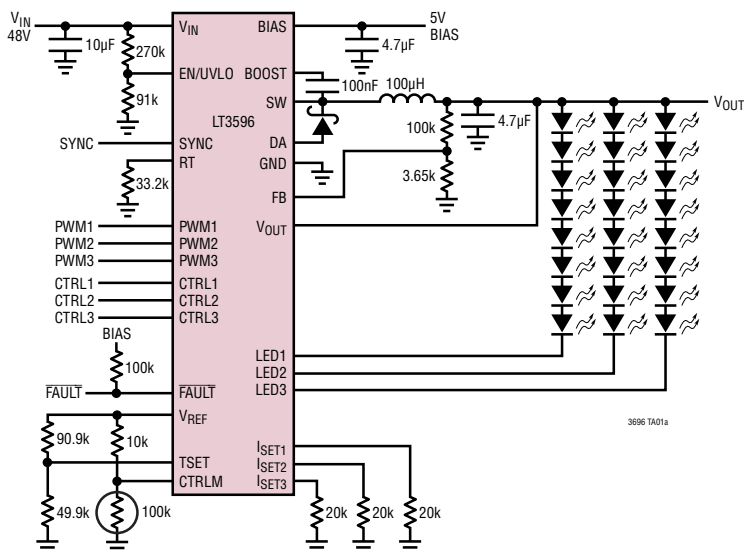 VIN
48V
10µF
270k
91k
VIN
EN/UVLO
BIAS
5V
BIAS
4.7µF
BOOST
100nF
SW
100µH
VOUT
LT3596
DA
GND
100k
4.7µF
3.65k
FB
VOUT
SYNC
SYNC
RT
33.2k
PWM1
PWM2
PWM3
PWM1
PWM2
PWM3
CTRL1
CTRL2
CTRL3
CTRL1
CTRL2
CTRL3
BIAS
100k
FAULT
FAULT
LED1
LED2
LED3
3696 TA01a
VREF
90.9k
10k
TSET
CTRLM
49.9k
100k
ISET1
ISET2
ISET3
20k
20k
20k